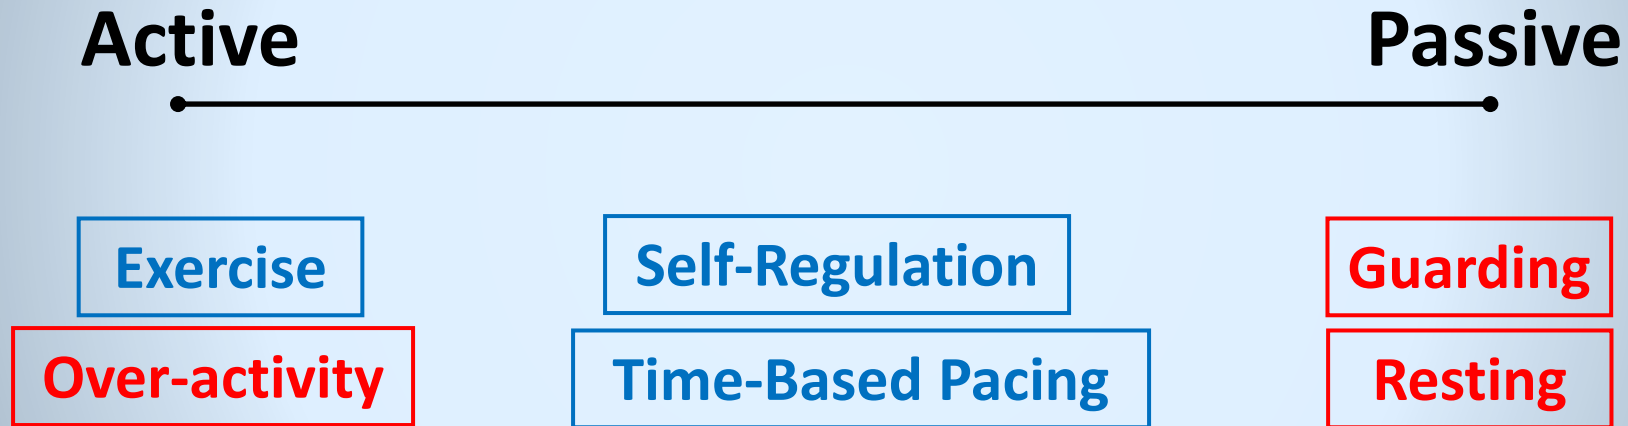 Active Passive
Exercise Self-Regulation Guarding
Over-activity Time-Based Pacing Resting